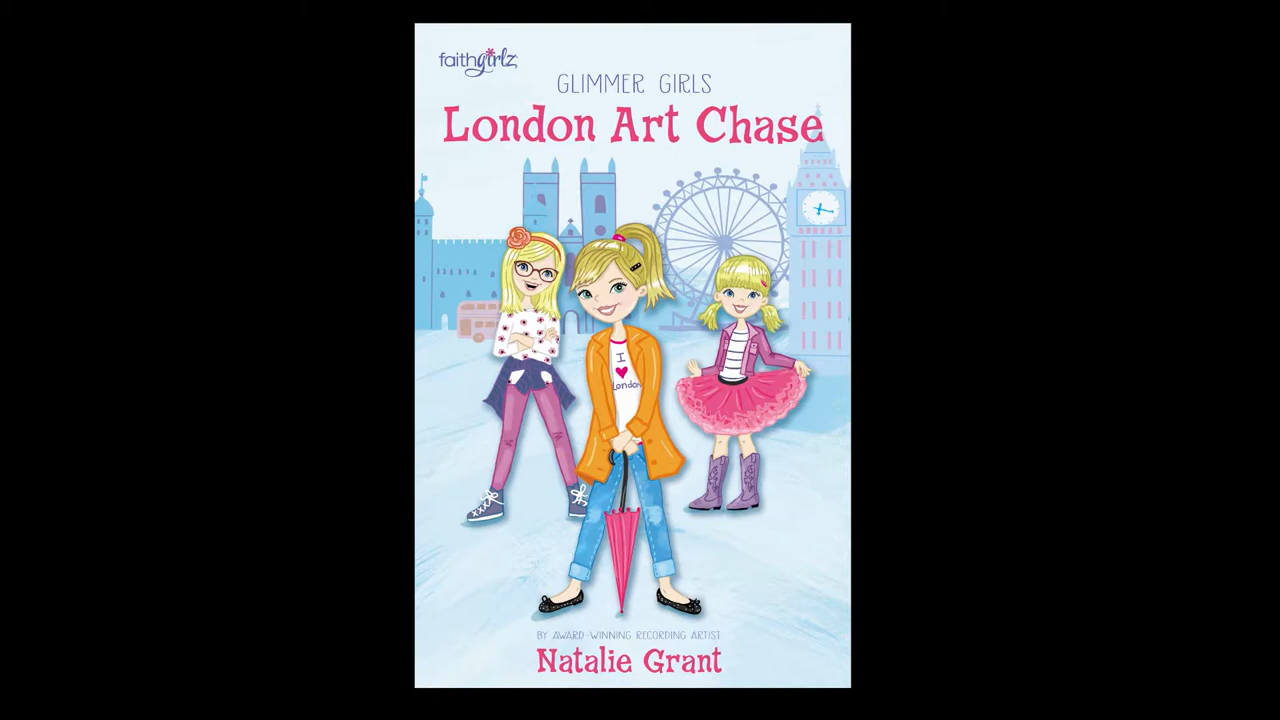 faithgirlz
GLIMMER GIRLS
London Art Chase
I
London
BY AWARD-WINNING RECORDING ARTIST
Natalie Grant